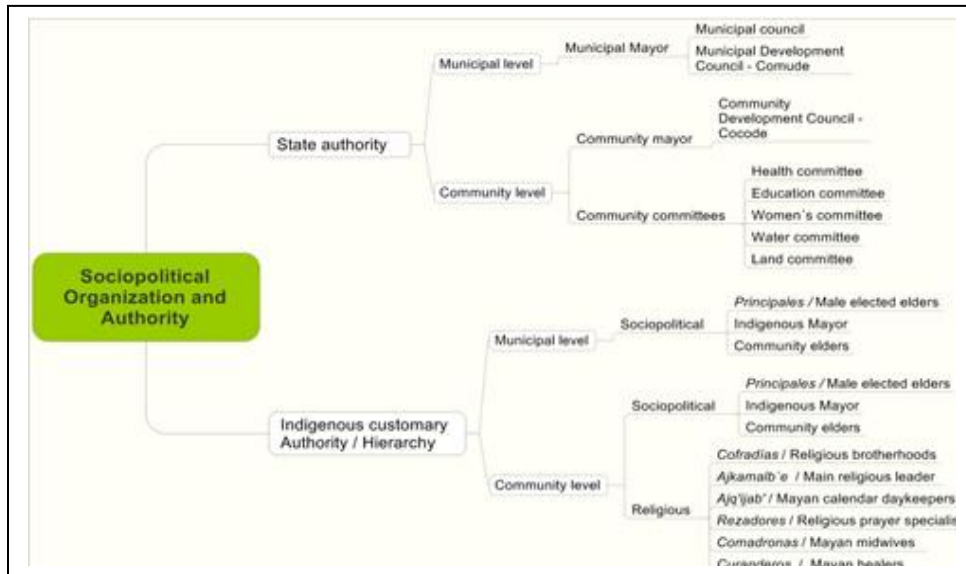 Sociopolitical
Organization and
Authority
State authority
Municipal level
Municipal Mayor
Municipal council
Municipal Development
Council - Comude
Community level
Community mayor
Community
Development Council -
Cocode
Community committees
Health committee
Education committee
Women´s committee
Water committee
Land committee
Indigenous customary
Authority / Hierarchy
Municipal level
Sociopolitical
Principales / Male elected elders
Indigenous Mayor
Community elders
Community level
Sociopolitical
Principales / Male elected elders
Indigenous Mayor
Community elders
Religious
Cofradías / Religious brotherhoods
Ajkamalb´e / Main religious leader
Ajq'ijab' / Mayan calendar daykeepers
Rezadores / Religious prayer specialis
Comadronas / Mayan midwives
Curanderos / Mayan healers